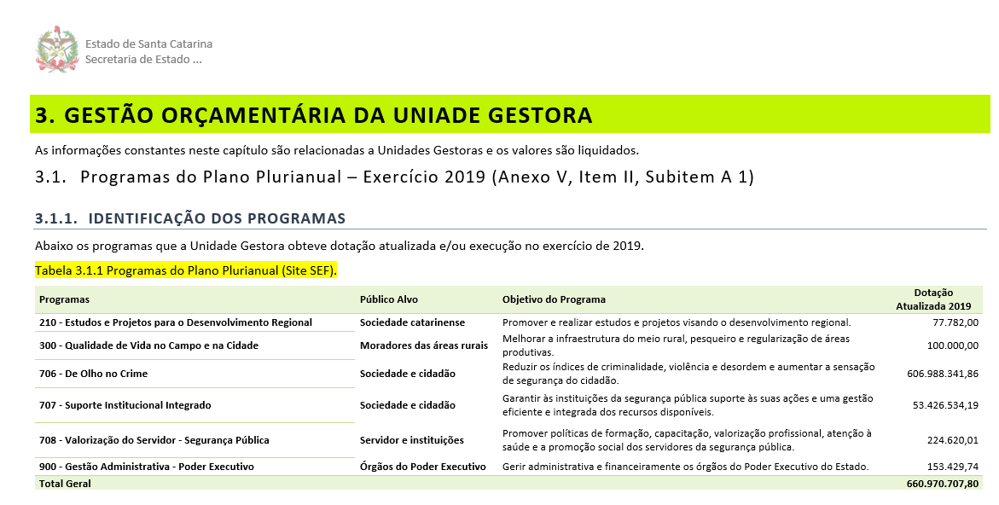 Estado de Santa Catarina
Secretaria de Estado ...
3. GESTÃO ORÇAMENTÁRIA DA UNIADE GESTORA
As informações constantes neste capítulo são relacionadas a Unidades Gestoras e os valores são liquidados.
3.1. Programas do Plano Plurianual – Exercício 2019 (Anexo V, Item II, Subitem A 1)
3.1.1. IDENTIFICAÇÃO DOS PROGRAMAS
Abaixo os programas que a Unidade Gestora obteve dotação atualizada e/ou execução no exercício de 2019.
Tabela 3.1.1 Programas do Plano Plurianual (Site SEF).
Programas Público Alvo Objetivo do Programa Dotação
Atualizada 2019
210 - Estudos e Projetos para o Desenvolvimento Regional Sociedade catarinense Promover e realizar estudos e projetos visando o desenvolvimento regional. 77.782,00
300 - Qualidade de Vida no Campo e na Cidade Moradores das áreas rurais Melhorar a infraestrutura do meio rural, pesqueiro e regularização de áreas
produtivas. 100.000,00
706 - De Olho no Crime Sociedade e cidadão Reduzir os índices de criminalidade, violência e desordem e aumentar a sensação
de segurança do cidadão. 606.988.341,86
707 - Suporte Institucional Integrado Sociedade e cidadão Garantir às instituições da segurança pública suporte às suas ações e uma gestão
eficiente e integrada dos recursos disponíveis. 53.426.534,19
708 - Valorização do Servidor - Segurança Pública Servidor e instituições Promover políticas de formação, capacitação, valorização profissional, atenção à
saúde e a promoção social dos servidores da segurança pública. 224.620,01
900 - Gestão Administrativa - Poder Executivo Órgãos do Poder Executivo Gerir administrativa e financeiramente os órgãos do Poder Executivo do Estado. 153.429,74
Total Geral 660.970.707,80